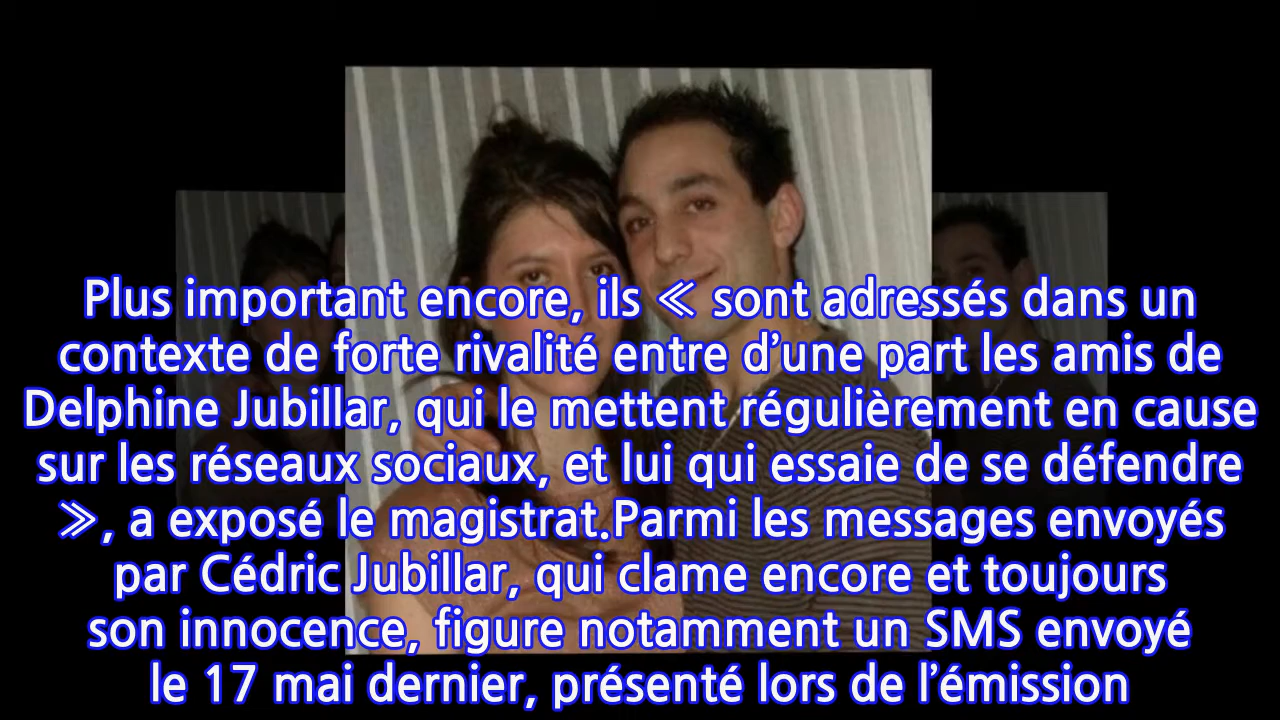 Plus important encore, ils ≪ sont adressés dans un
contexte de forte rivalité entre d’une part les amis de
Delphine Jubillar, qui le mettent régulièrement en cause
sur les réseaux sociaux, et lui qui essaie de se défendre
≫, a exposé le magistrat.Parmi les messages envoyés
par Cédric Jubillar, qui clame encore et toujours
son innocence, figure notamment un SMS envoyé
le 17 mai dernier, présenté lors de l’émission